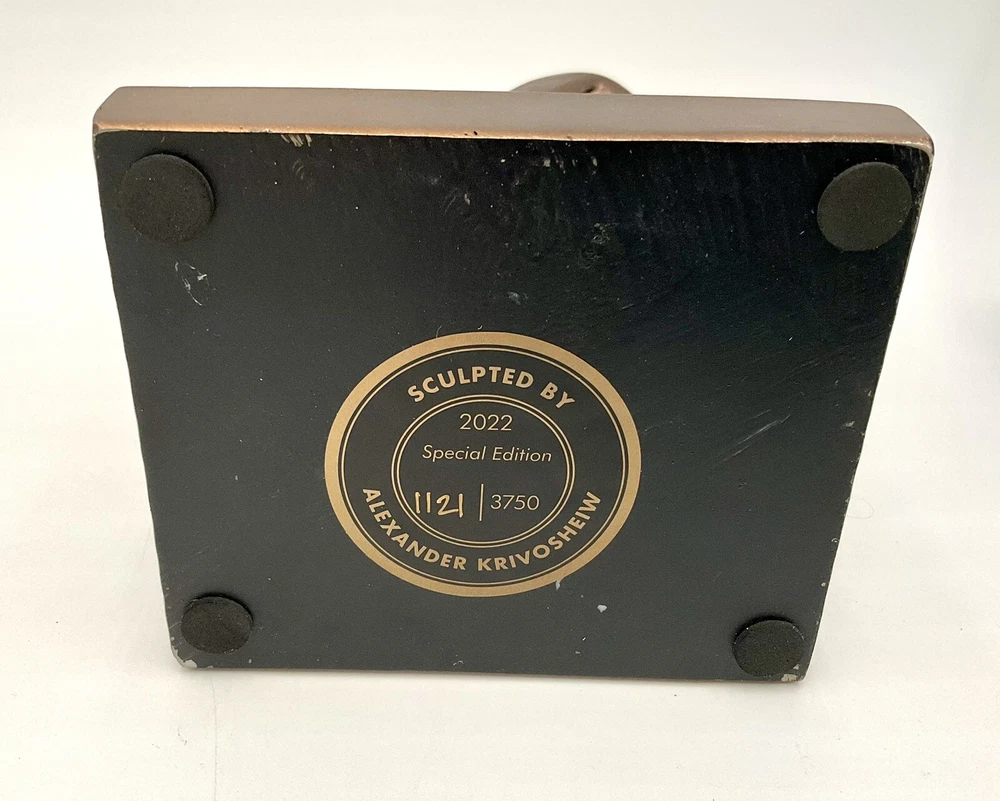 SCULPTED BY
2022
Special Edition
1121 | 3750
ALEXANDER KRIVOSHEIW